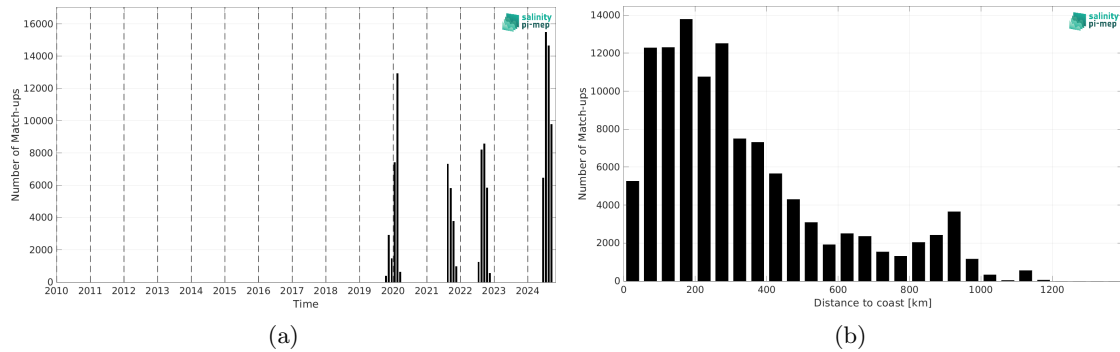 salinity
pi-mep
16000
14000
12000
10000
8000
6000
4000
2000
0
Number of Match-ups
2010 2011 2012 2013 2014 2015 2016 2017 2018 2019 2020 2021 2022 2023 2024
Time
(a)
salinity
pi-mep
14000
12000
10000
8000
6000
4000
2000
0
Number of Match-ups
0 200 400 600 800 1000 1200
Distance to coast [km]
(b)